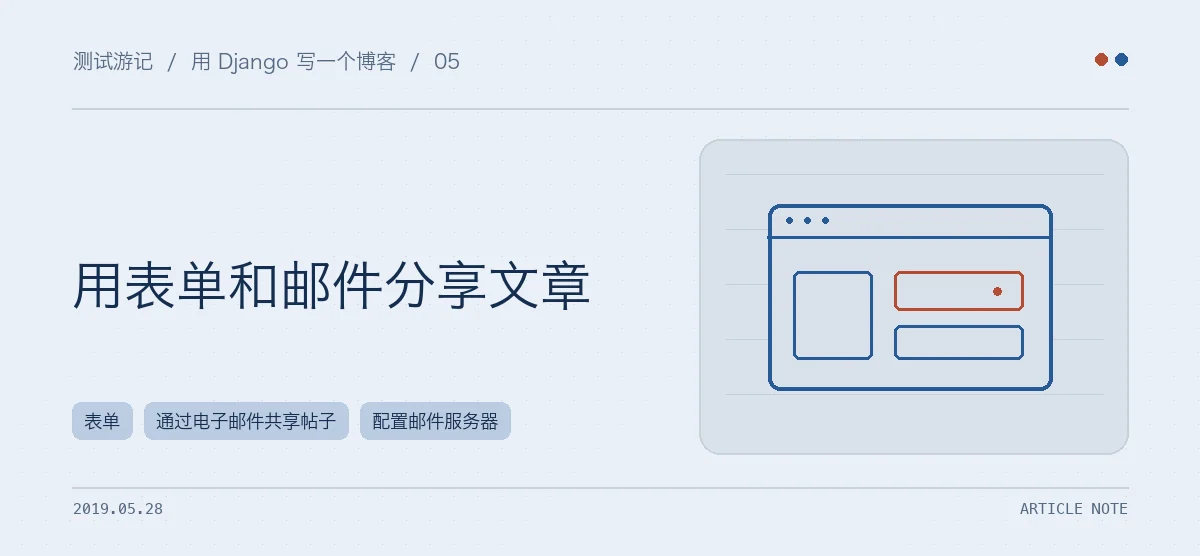 测试游记 / 用 Django 写一个博客 / 05
用表单和邮件分享文章
表单 通过电子邮件共享帖子 配置邮件服务器
2019.05.28 ARTICLE NOTE